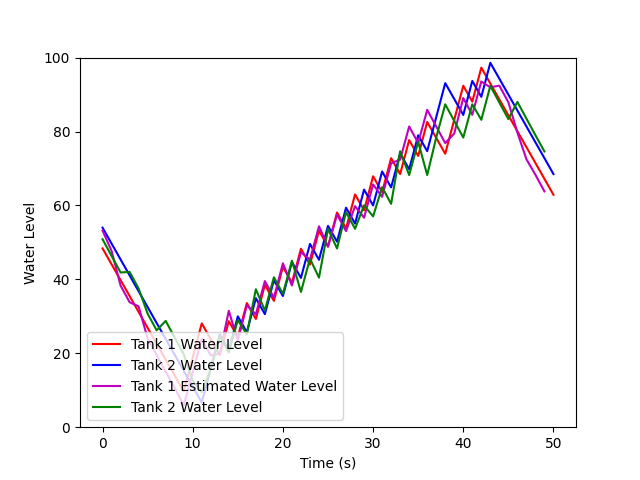 100
80
60
40
20
0
Water Level
Tank 1 Water Level
Tank 2 Water Level
Tank 1 Estimated Water Level
Tank 2 Water Level
0 10 20 30 40 50
Time (s)